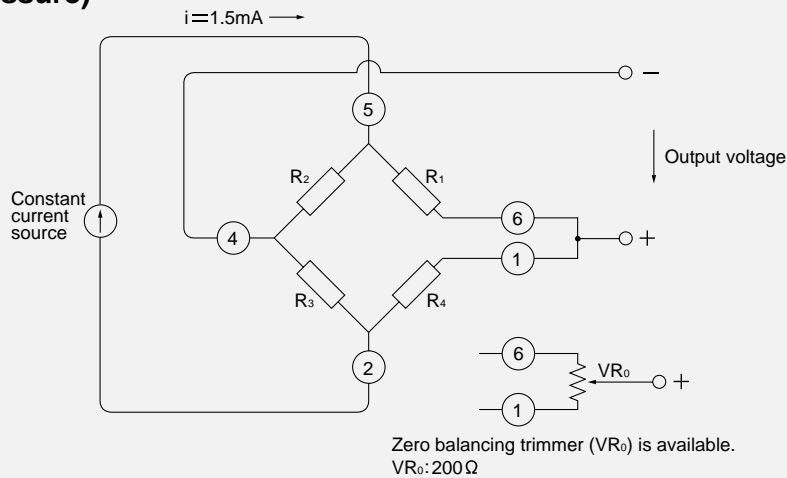 i=1.5mA
5
Output voltage
R₂
R₁
Constant
current
source
4
6
1
R₃
R₄
2
6
VR₀
1
Zero balancing trimmer (VR₀) is available.
VR₀:200Ω